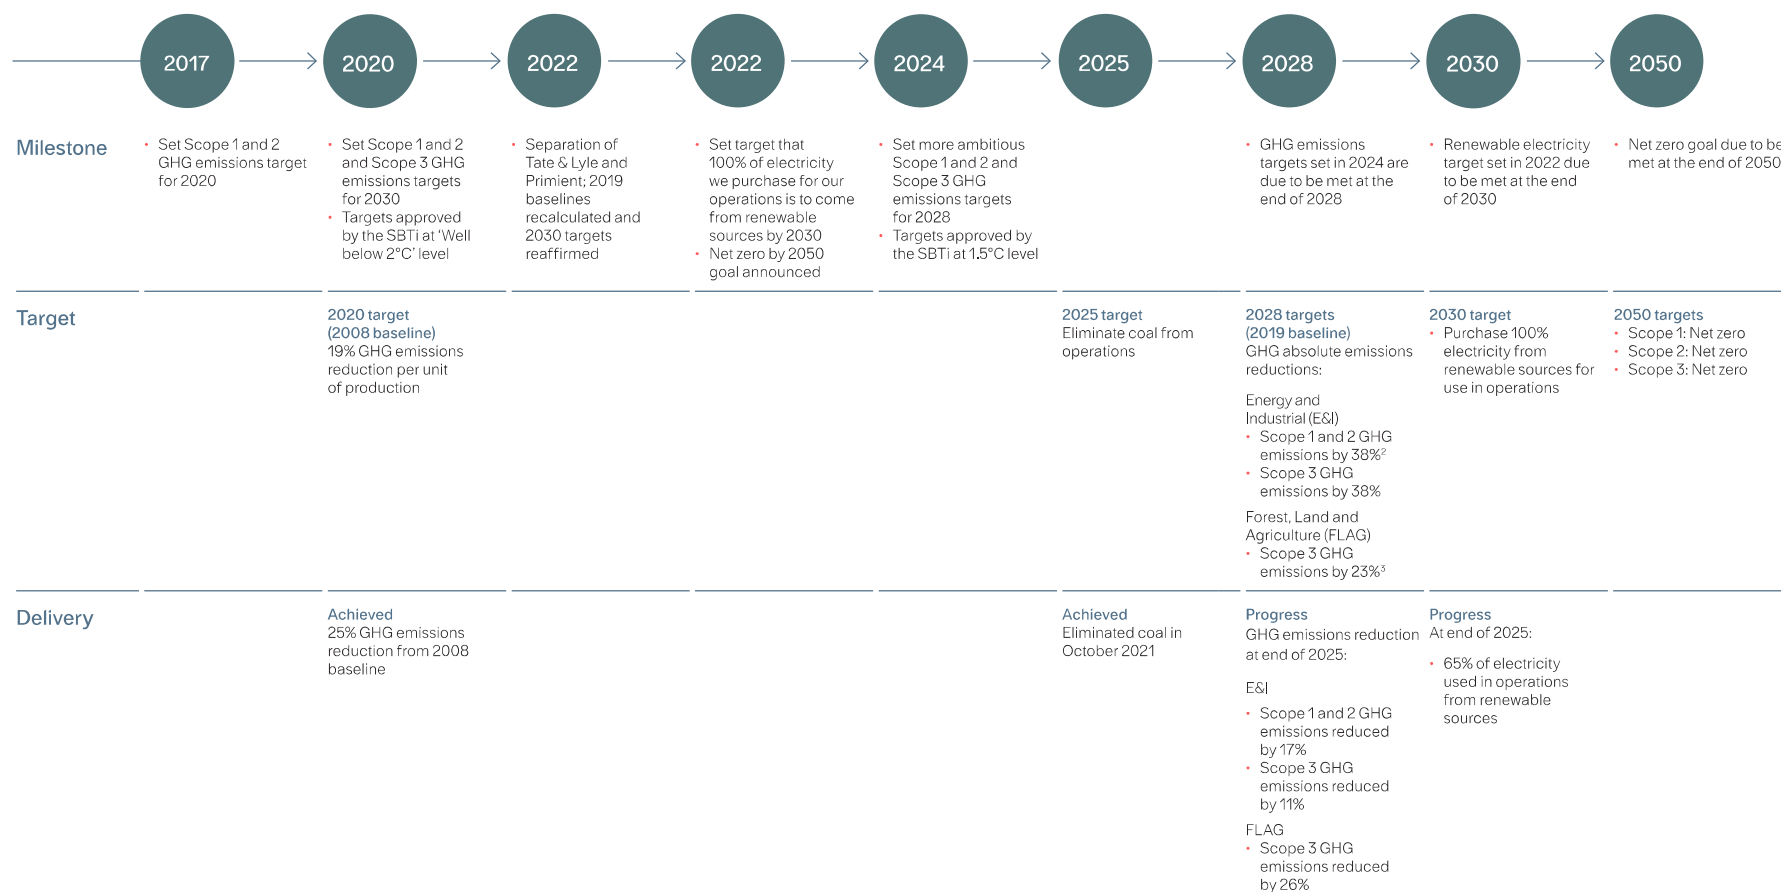 2017
2020
2022
2022
2024
2025
2028
2030
2050
Milestone
• Set Scope 1 and 2
GHG emissions target
for 2020
• Set Scope 1 and 2
and Scope 3 GHG
emissions targets
for 2030
• Targets approved
by the SBTi at ‘Well
below 2°C’ level
• Separation of
Tate & Lyle and
Primient; 2019
baselines
recalculated and
2030 targets
reaffirmed
• Set target that
100% of electricity
we purchase for our
operations is to come
from renewable
sources by 2030
• Net zero by 2050
goal announced
• Set more ambitious
Scope 1 and 2 and
Scope 3 GHG
emissions targets
for 2028
• Targets approved by
the SBTi at 1.5°C level
• GHG emissions
targets set in 2024 are
due to be met at the
end of 2028
• Renewable electricity
target set in 2022 due
to be met at the end
of 2030
• Net zero goal due to be
met at the end of 2050
Target
2020 target
(2008 baseline)
19% GHG emissions
reduction per unit
of production
2025 target
Eliminate coal from
operations
2028 targets
(2019 baseline)
GHG absolute emissions
reductions:
Energy and
Industrial (E&I)
• Scope 1 and 2 GHG
emissions by 38%²
• Scope 3 GHG
emissions by 38%
Forest, Land and
Agriculture (FLAG)
• Scope 3 GHG
emissions by 23%³
2030 target
• Purchase 100%
electricity from
renewable sources for
use in operations
2050 targets
• Scope 1: Net zero
• Scope 2: Net zero
• Scope 3: Net zero
Delivery
Achieved
25% GHG emissions
reduction from 2008
baseline
Achieved
Eliminated coal in
October 2021
Progress
GHG emissions reduction
at end of 2025:
E&I
• Scope 1 and 2 GHG
emissions reduced
by 17%
• Scope 3 GHG
emissions reduced
by 11%
FLAG
• Scope 3 GHG
emissions reduced
by 26%
Progress
At end of 2025:
• 65% of electricity
used in operations
from renewable
sources